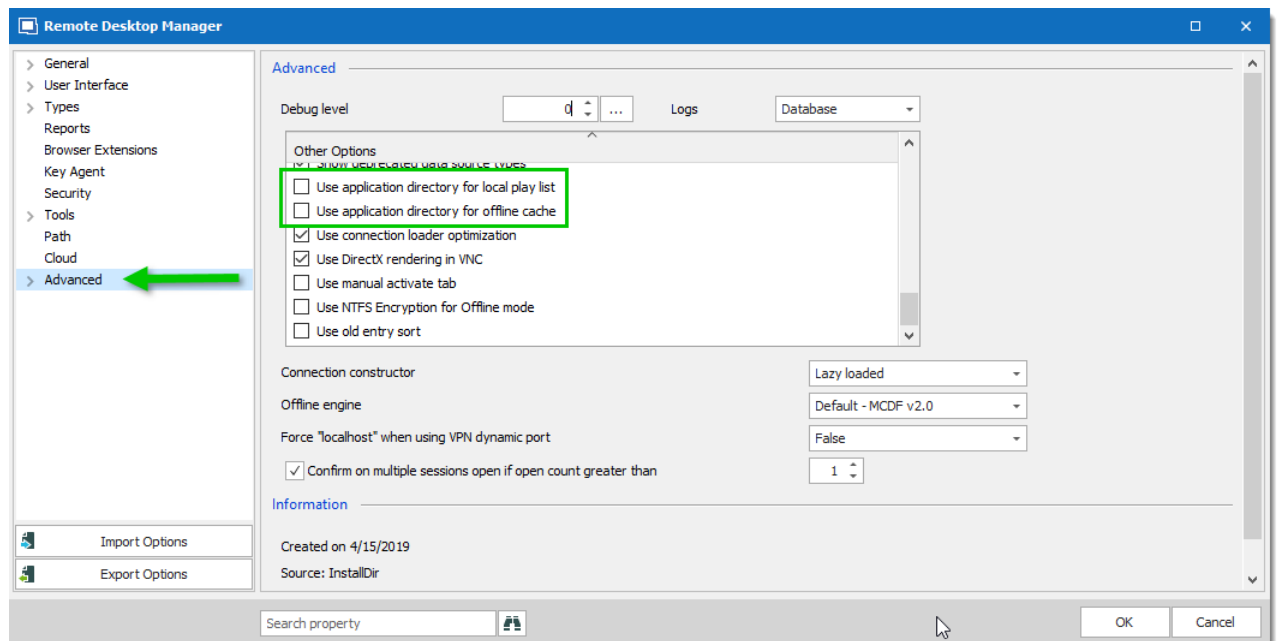 Remote Desktop Manager
General
User Interface
Types
Reports
Browser Extensions
Key Agent
Security
Tools
Path
Cloud
Advanced
Import Options
Export Options
Advanced
Debug level 0 ... Logs Database
Other Options
Show deprecated data source types
Use application directory for local play list
Use application directory for offline cache
Use connection loader optimization
Use DirectX rendering in VNC
Use manual activate tab
Use NTFS Encryption for Offline mode
Use old entry sort
Connection constructor Lazy loaded
Offline engine Default - MCDF v2.0
Force "localhost" when using VPN dynamic port False
Confirm on multiple sessions open if open count greater than 1
Information
Created on 4/15/2019
Source: InstallDir
Search property
OK Cancel